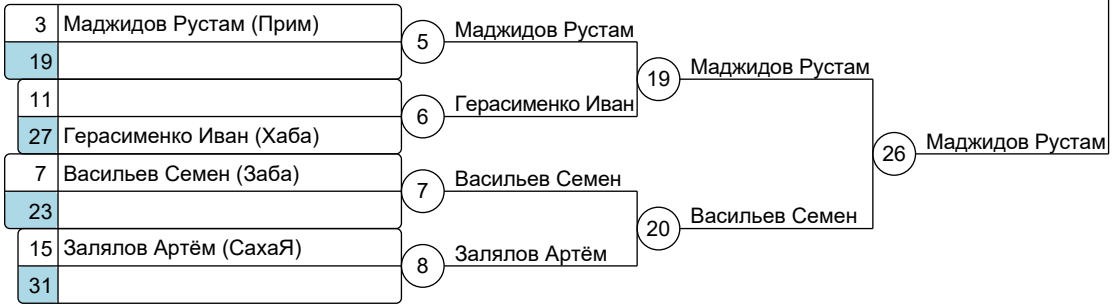 3 Маджидов Рустам (Прим)
19
11
27 Герасименко Иван (Хаба)
7 Васильев Семен (Заба)
23
15 Залялов Артём (СахаЯ)
31
5 Маджидов Рустам
6 Герасименко Иван
7 Васильев Семен
8 Залялов Артём
19 Маджидов Рустам
20 Васильев Семен
26 Маджидов Рустам